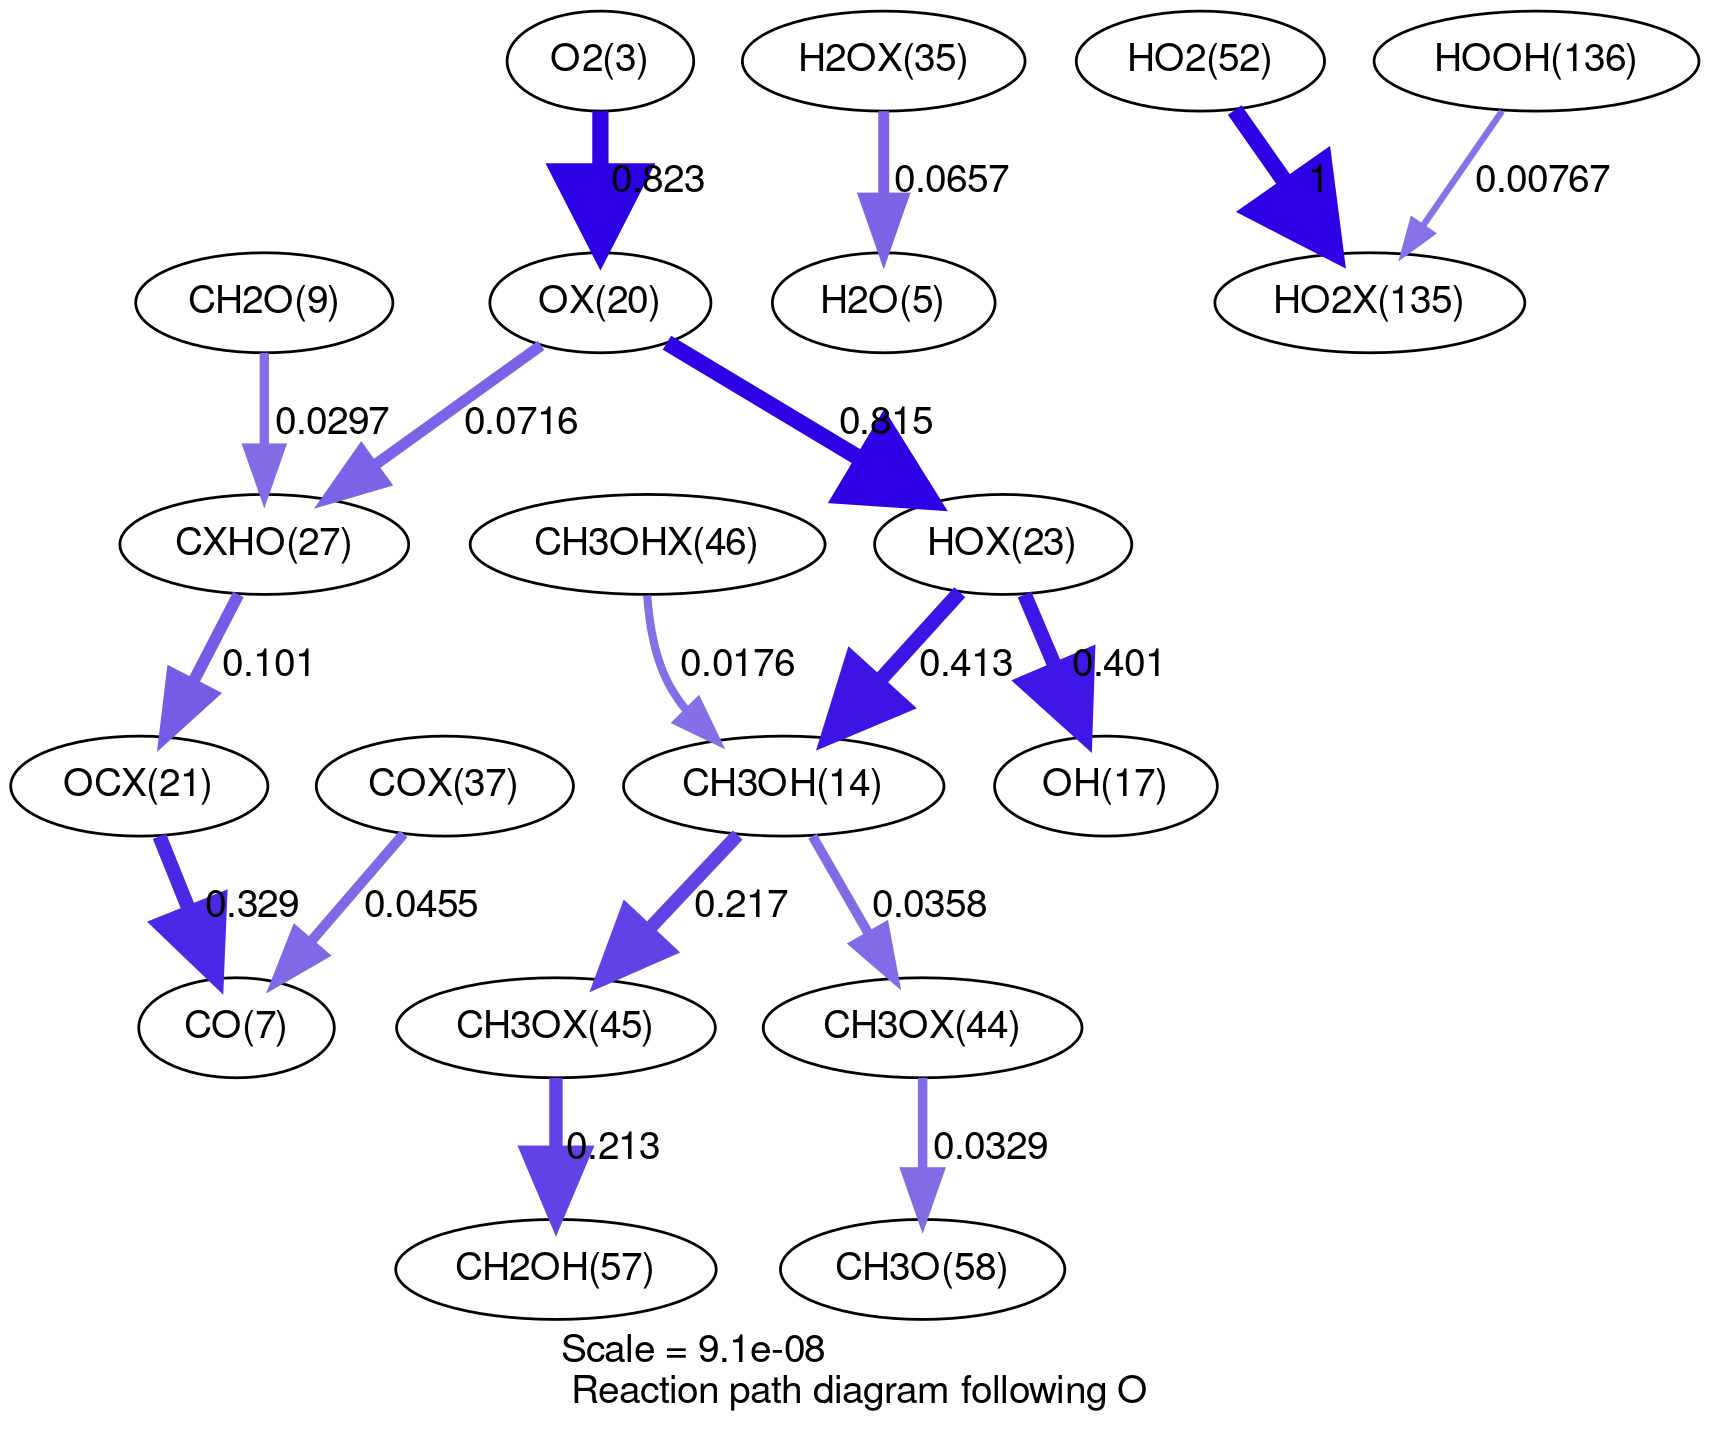 O2(3)
H2OX(35)
HO2(52)
HOOH(136)
0.823
0.0657
1
0.00767
CH2O(9)
OX(20)
H2O(5)
HO2X(135)
0.0297
0.0716
0.815
CXHO(27)
CH3OHX(46)
HOX(23)
0.101
0.0176
0.413
0.401
OCX(21)
COX(37)
CH3OH(14)
OH(17)
0.329
0.0455
0.217
0.0358
CO(7)
CH3OX(45)
CH3OX(44)
0.213
0.0329
CH2OH(57)
CH3O(58)
Scale = 9.1e-08
Reaction path diagram following O